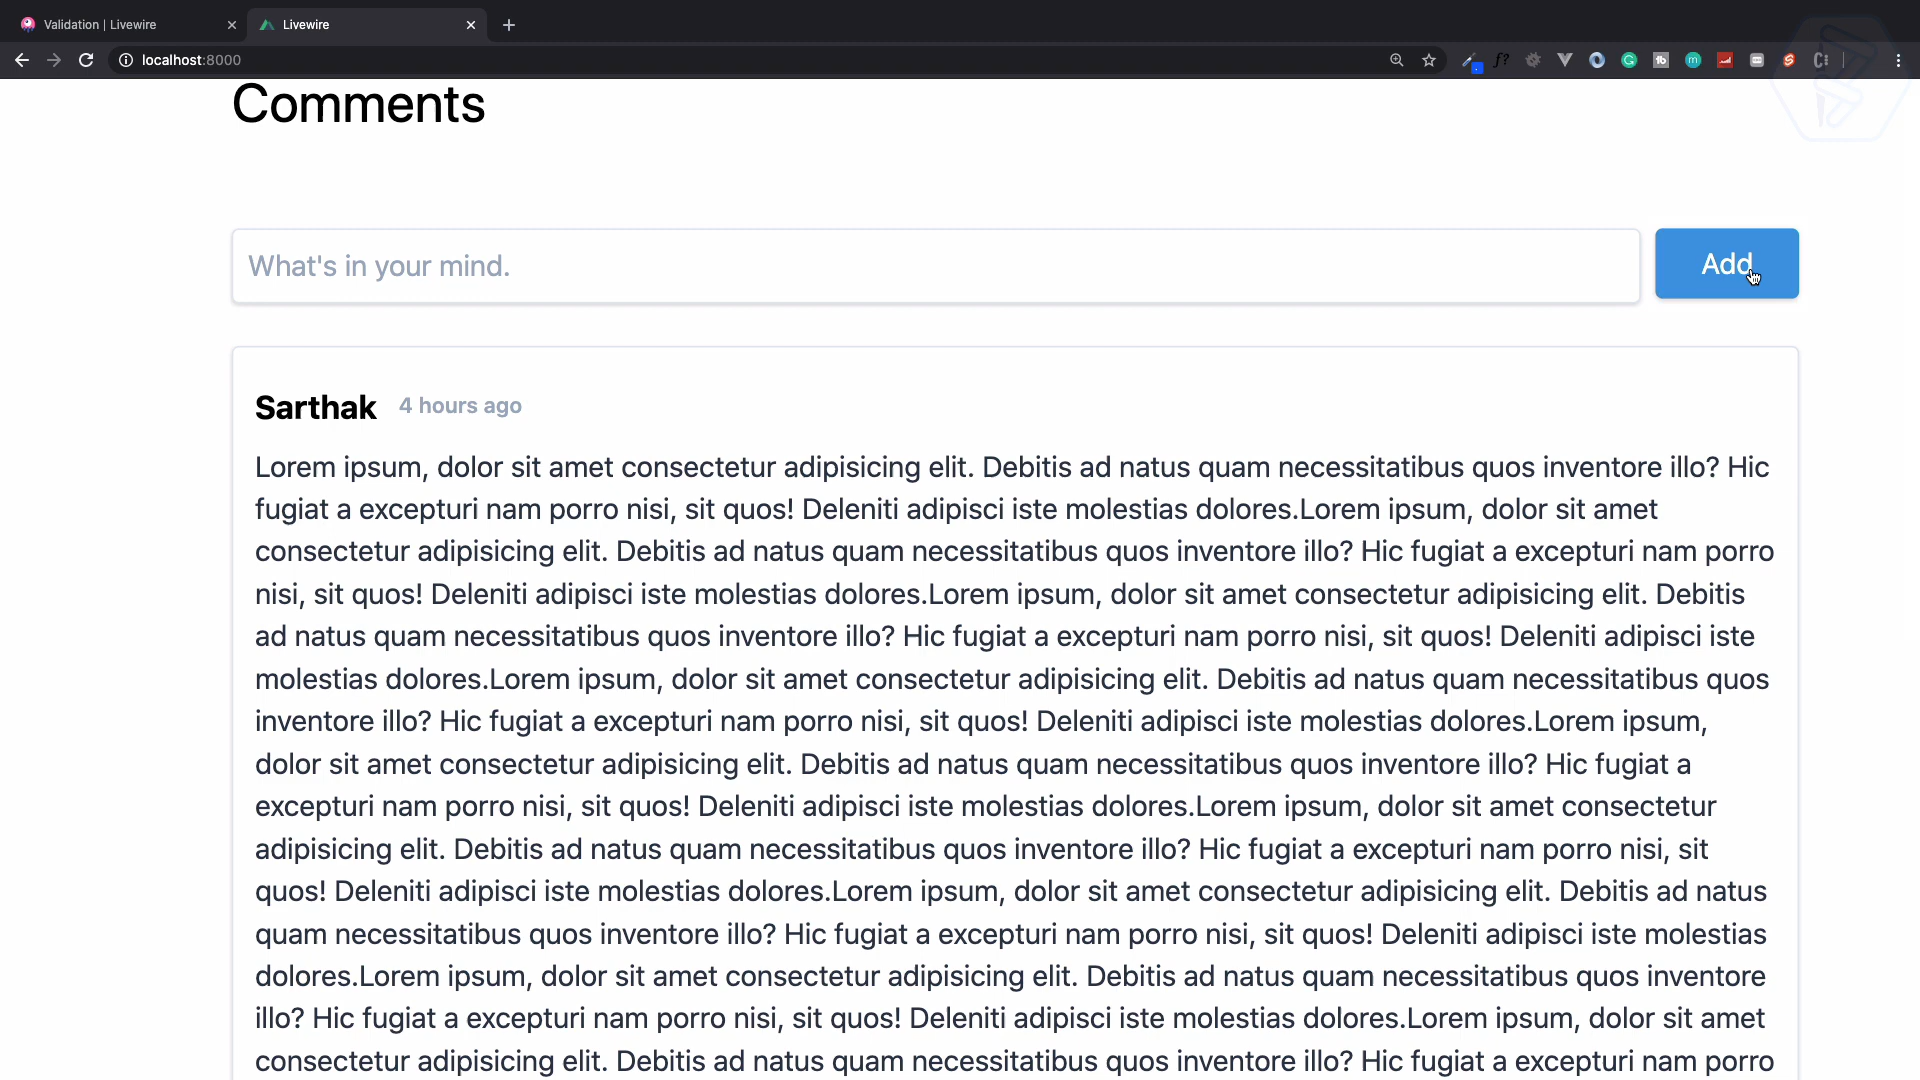 Validation | Livewire
Livewire
localhost:8000
Comments
What's in your mind.
Add
Sarthak 4 hours ago
Lorem ipsum, dolor sit amet consectetur adipisicing elit. Debitis ad natus quam necessitatibus quos inventore illo? Hic
fugiat a excepturi nam porro nisi, sit quos! Deleniti adipisci iste molestias dolores.Lorem ipsum, dolor sit amet
consectetur adipisicing elit. Debitis ad natus quam necessitatibus quos inventore illo? Hic fugiat a excepturi nam porro
nisi, sit quos! Deleniti adipisci iste molestias dolores.Lorem ipsum, dolor sit amet consectetur adipisicing elit. Debitis
ad natus quam necessitatibus quos inventore illo? Hic fugiat a excepturi nam porro nisi, sit quos! Deleniti adipisci iste
molestias dolores.Lorem ipsum, dolor sit amet consectetur adipisicing elit. Debitis ad natus quam necessitatibus quos
inventore illo? Hic fugiat a excepturi nam porro nisi, sit quos! Deleniti adipisci iste molestias dolores.Lorem ipsum,
dolor sit amet consectetur adipisicing elit. Debitis ad natus quam necessitatibus quos inventore illo? Hic fugiat a
excepturi nam porro nisi, sit quos! Deleniti adipisci iste molestias dolores.Lorem ipsum, dolor sit amet consectetur
adipisicing elit. Debitis ad natus quam necessitatibus quos inventore illo? Hic fugiat a excepturi nam porro nisi, sit
quos! Deleniti adipisci iste molestias dolores.Lorem ipsum, dolor sit amet consectetur adipisicing elit. Debitis ad natus
quam necessitatibus quos inventore illo? Hic fugiat a excepturi nam porro nisi, sit quos! Deleniti adipisci iste molestias
dolores.Lorem ipsum, dolor sit amet consectetur adipisicing elit. Debitis ad natus quam necessitatibus quos inventore
illo? Hic fugiat a excepturi nam porro nisi, sit quos! Deleniti adipisci iste molestias dolores.Lorem ipsum, dolor sit amet
consectetur adipisicing elit. Debitis ad natus quam necessitatibus quos inventore illo? Hic fugiat a excepturi nam porro